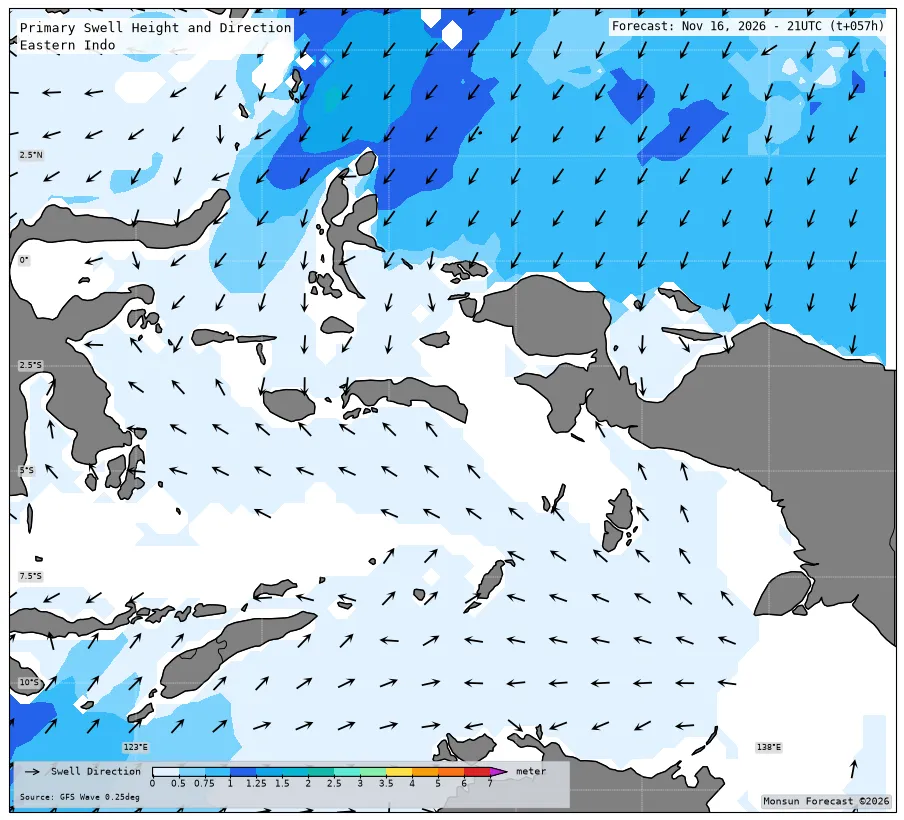 Primary Swell Height and Direction
Eastern Indo
Forecast: Nov 16, 2026 - 21UTC (t+057h)
2.5°N
0°
2.5°S
5°S
7.5°S
10°S
123°E
138°E
Swell Direction
0 0.5 0.75 1 1.25 1.5 2 2.5 3 3.5 4 5 6 7
meter
Source: GFS Wave 0.25deg
Monsun Forecast ©2026